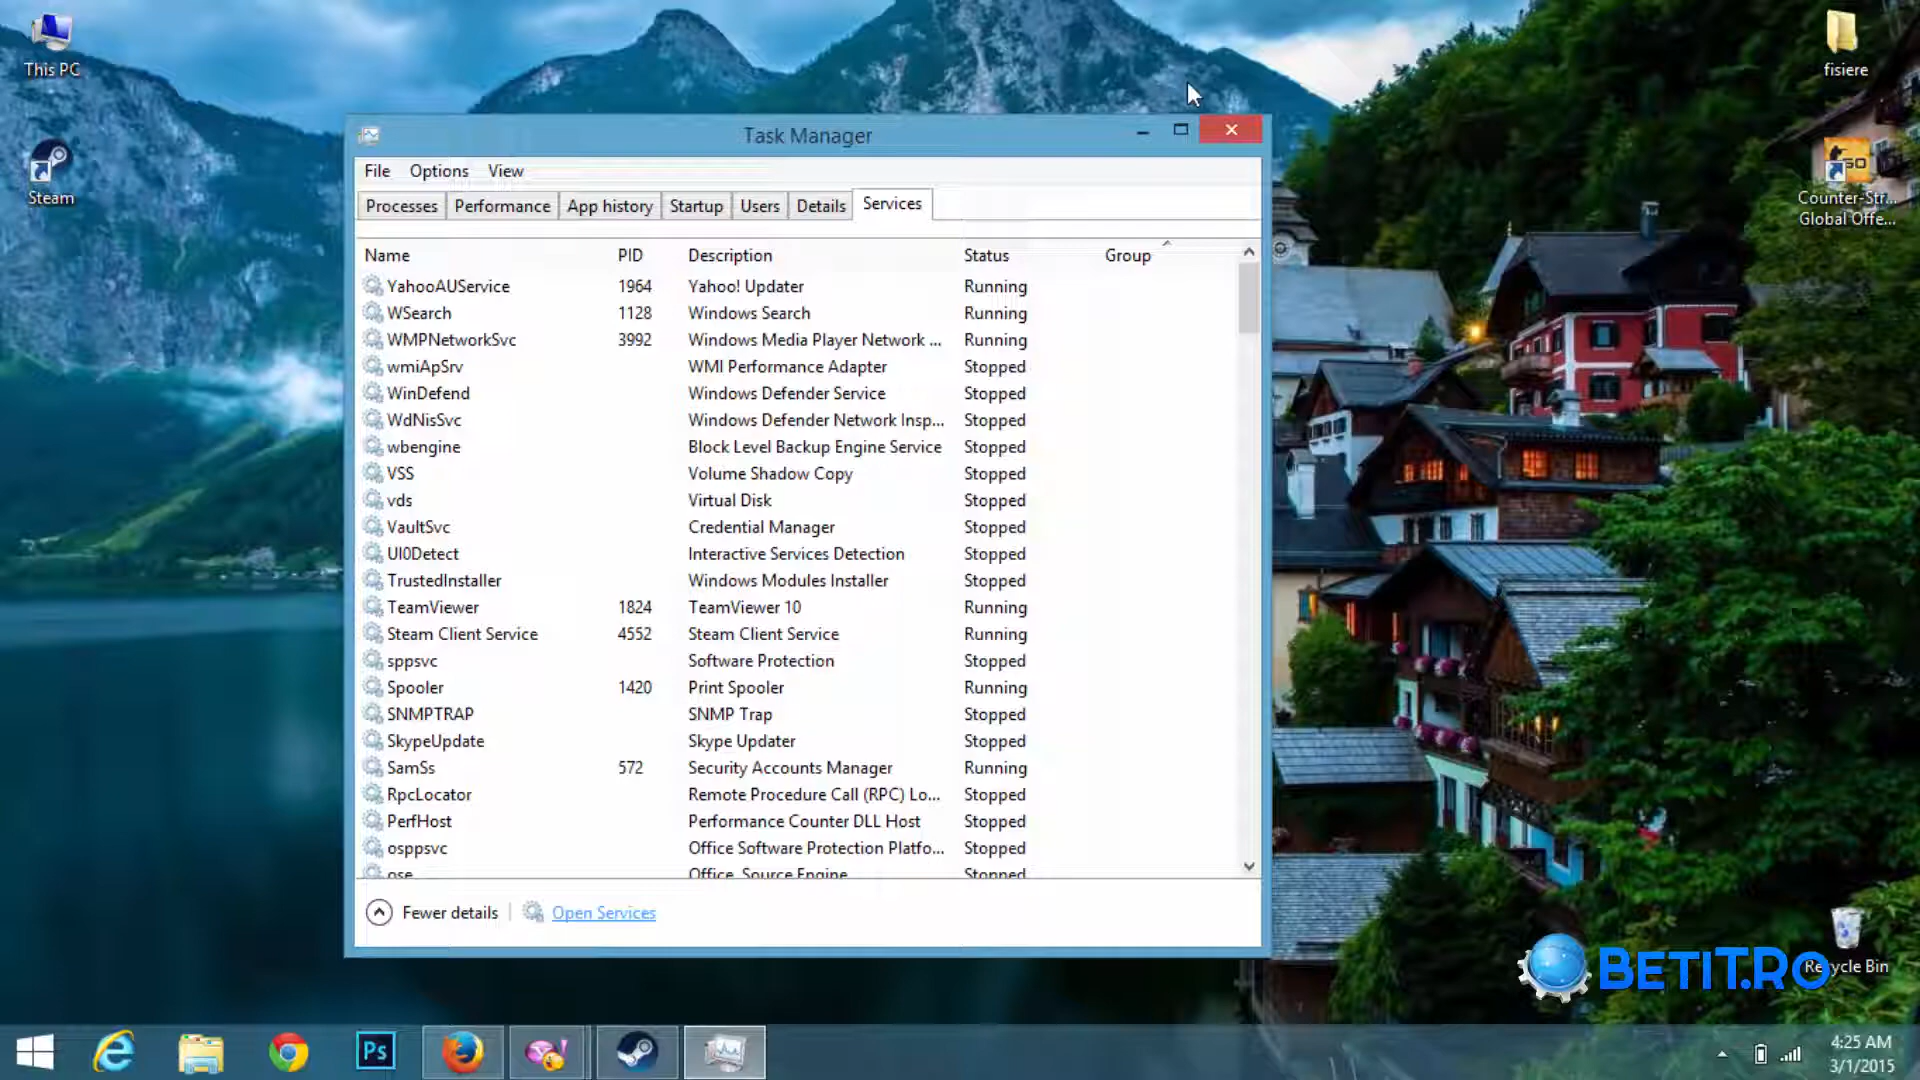 This PC
Steam
fisiere
Counter-Str...
Global Offe...
GO
Task Manager
File Options View
Processes Performance App history Startup Users Details Services
Name PID Description Status Group
YahooAUService 1964 Yahoo! Updater Running
WSearch 1128 Windows Search Running
WMPNetworkSvc 3992 Windows Media Player Network ... Running
wmiApSrv WMI Performance Adapter Stopped
WinDefend Windows Defender Service Stopped
WdNisSvc Windows Defender Network Insp... Stopped
wbengine Block Level Backup Engine Service Stopped
VSS Volume Shadow Copy Stopped
vds Virtual Disk Stopped
VaultSvc Credential Manager Stopped
UI0Detect Interactive Services Detection Stopped
TrustedInstaller Windows Modules Installer Stopped
TeamViewer 1824 TeamViewer 10 Running
Steam Client Service 4552 Steam Client Service Running
sppsvc Software Protection Stopped
Spooler 1420 Print Spooler Running
SNMPTRAP SNMP Trap Stopped
SkypeUpdate Skype Updater Stopped
SamSs 572 Security Accounts Manager Running
RpcLocator Remote Procedure Call (RPC) Lo... Stopped
PerfHost Performance Counter DLL Host Stopped
osppsvc Office Software Protection Platfo... Stopped
ose Office Source Engine Stopped
Fewer details Open Services
BETIT.RO
Recycle Bin
Ps
4:25 AM
3/1/2015